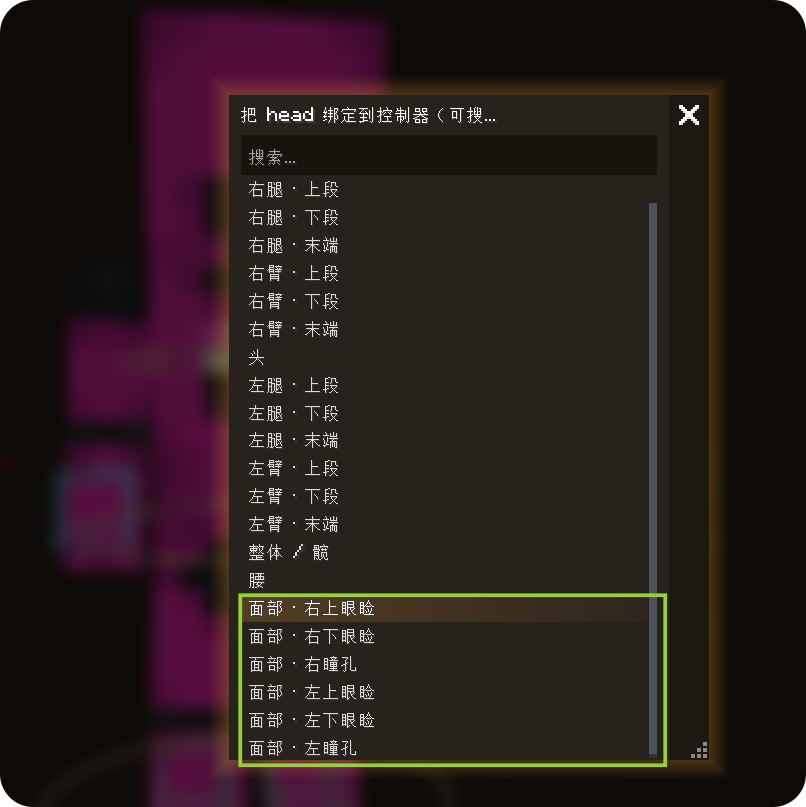 把 head 绑定到控制器（可搜...
搜索...
右腿 · 上段
右腿 · 下段
右腿 · 末端
右臂 · 上段
右臂 · 下段
右臂 · 末端
头
左腿 · 上段
左腿 · 下段
左腿 · 末端
左臂 · 上段
左臂 · 下段
左臂 · 末端
整体 / 髋
腰
面部 · 右上眼睑
面部 · 右下眼睑
面部 · 右瞳孔
面部 · 左上眼睑
面部 · 左下眼睑
面部 · 左瞳孔